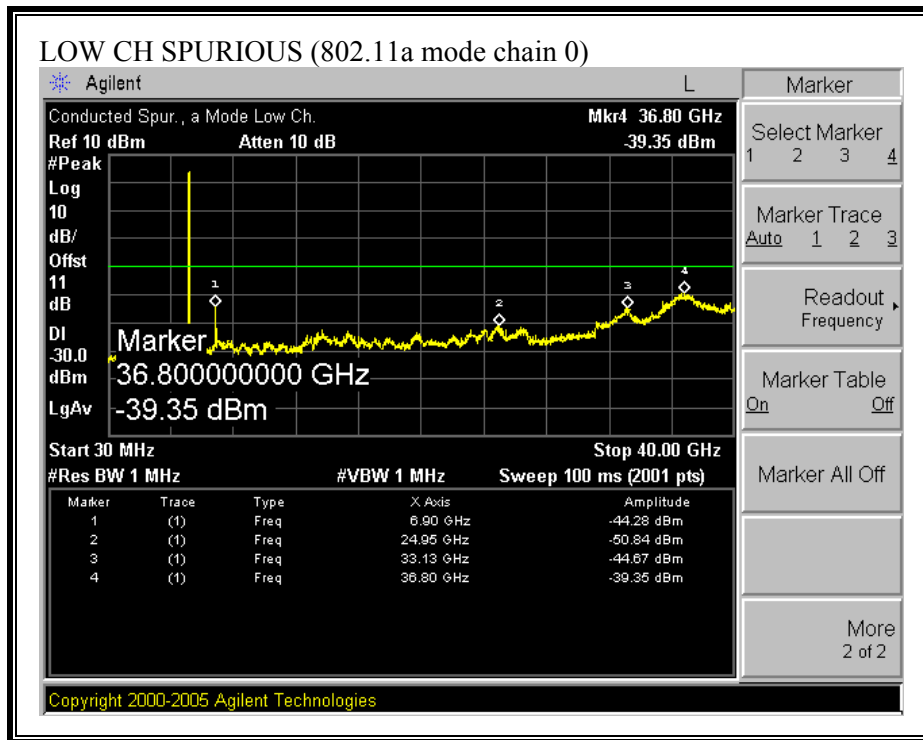 LOW CH SPURIOUS (802.11a mode chain 0)
Agilent L
Conducted Spur., a Mode Low Ch. Mkr4 36.80 GHz
Ref 10 dBm Atten 10 dB -39.35 dBm
#Peak
Log
10
dB/
Offst
11
dB
DI
-30.0
dBm
LgAv
1
2
3
4
Marker
36.800000000 GHz
-39.35 dBm
Start 30 MHz Stop 40.00 GHz
#Res BW 1 MHz #VBW 1 MHz Sweep 100 ms (2001 pts)
Marker Trace Type X Axis Amplitude
1 (1) Freq 6.90 GHz -44.28 dBm
2 (1) Freq 24.95 GHz -50.84 dBm
3 (1) Freq 33.13 GHz -44.67 dBm
4 (1) Freq 36.80 GHz -39.35 dBm
Copyright 2000-2005 Agilent Technologies
Marker
Select Marker
1 2 3 4
Marker Trace
Auto 1 2 3
Readout
Frequency
Marker Table
On Off
Marker All Off
More
2 of 2